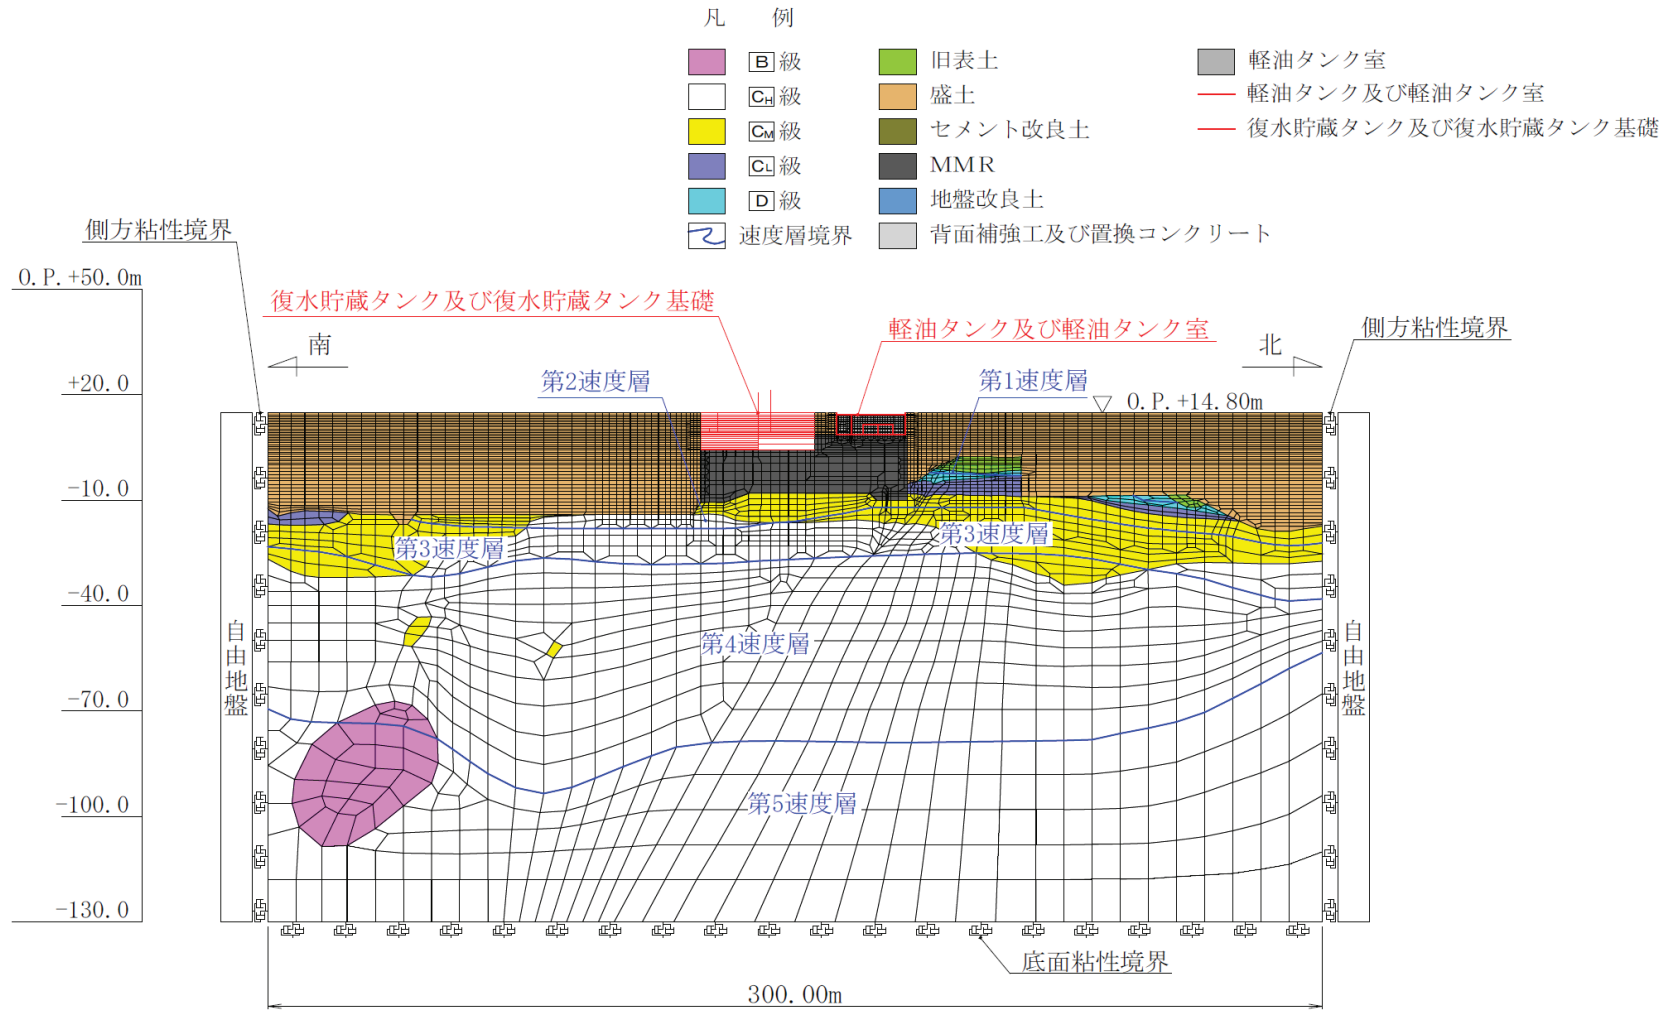 凡 例
B級
CH級
CM級
CL級
D級
速度層境界
旧表土
盛土
セメント改良土
MMR
地盤改良土
背面補強工及び置換コンクリート
軽油タンク室
軽油タンク及び軽油タンク室
復水貯蔵タンク及び復水貯蔵タンク基礎
側方粘性境界
O.P.+50.0m
復水貯蔵タンク及び復水貯蔵タンク基礎
軽油タンク及び軽油タンク室
側方粘性境界
南
北
+20.0
第2速度層
第1速度層
O.P.+14.80m
-10.0
第3速度層
第3速度層
-40.0
自由地盤
第4速度層
自由地盤
-70.0
-100.0
第5速度層
-130.0
底面粘性境界
300.00m